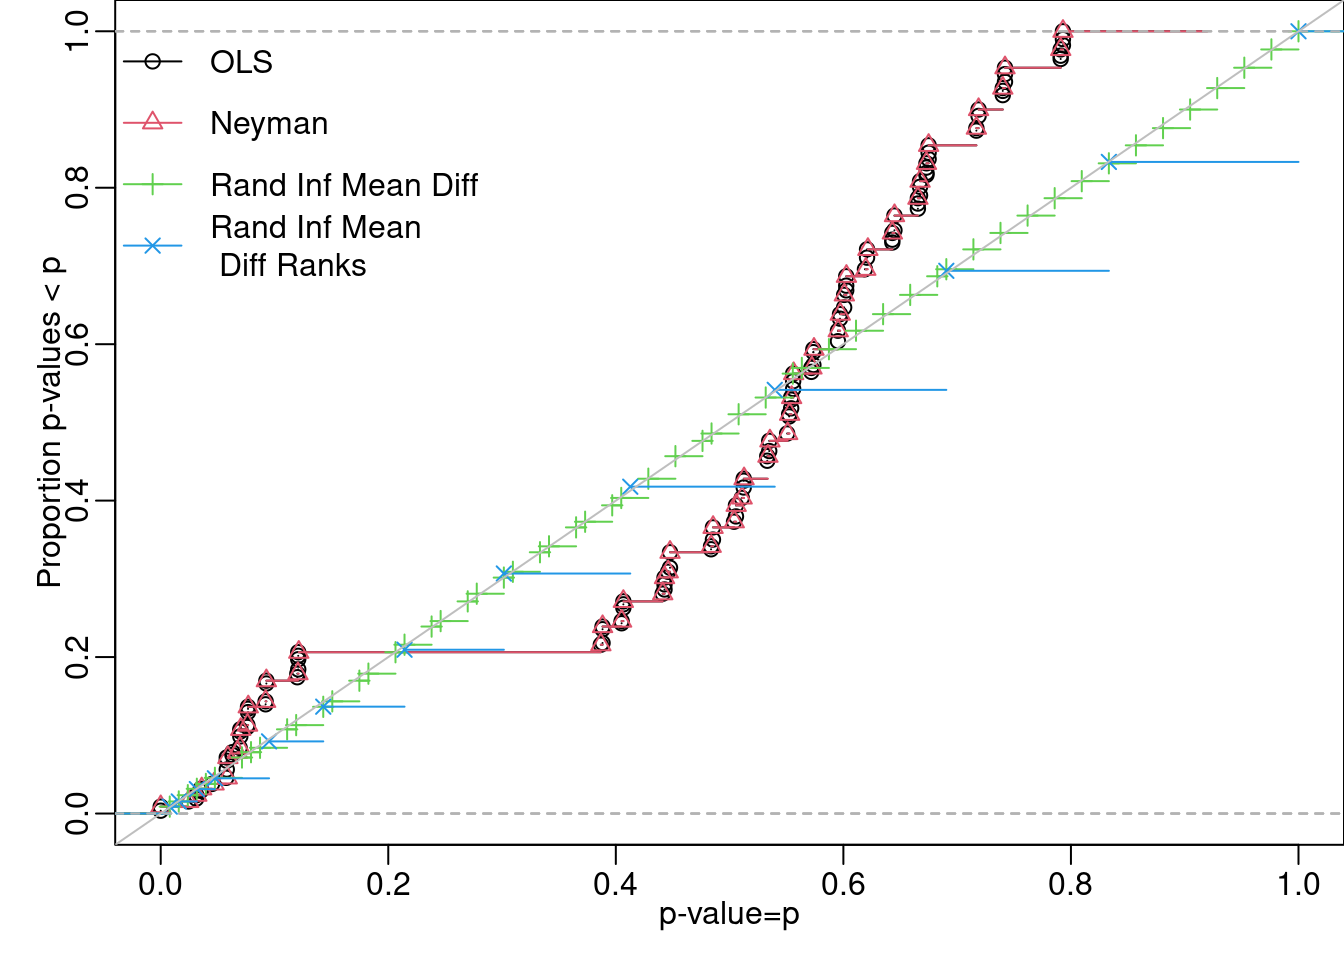 OLS
Neyman
Rand Inf Mean Diff
Rand Inf Mean
Diff Ranks
Proportion p-values < p
1.0
0.8
0.6
0.4
0.2
0.0
0.0 0.2 0.4 0.6 0.8 1.0
p-value=p